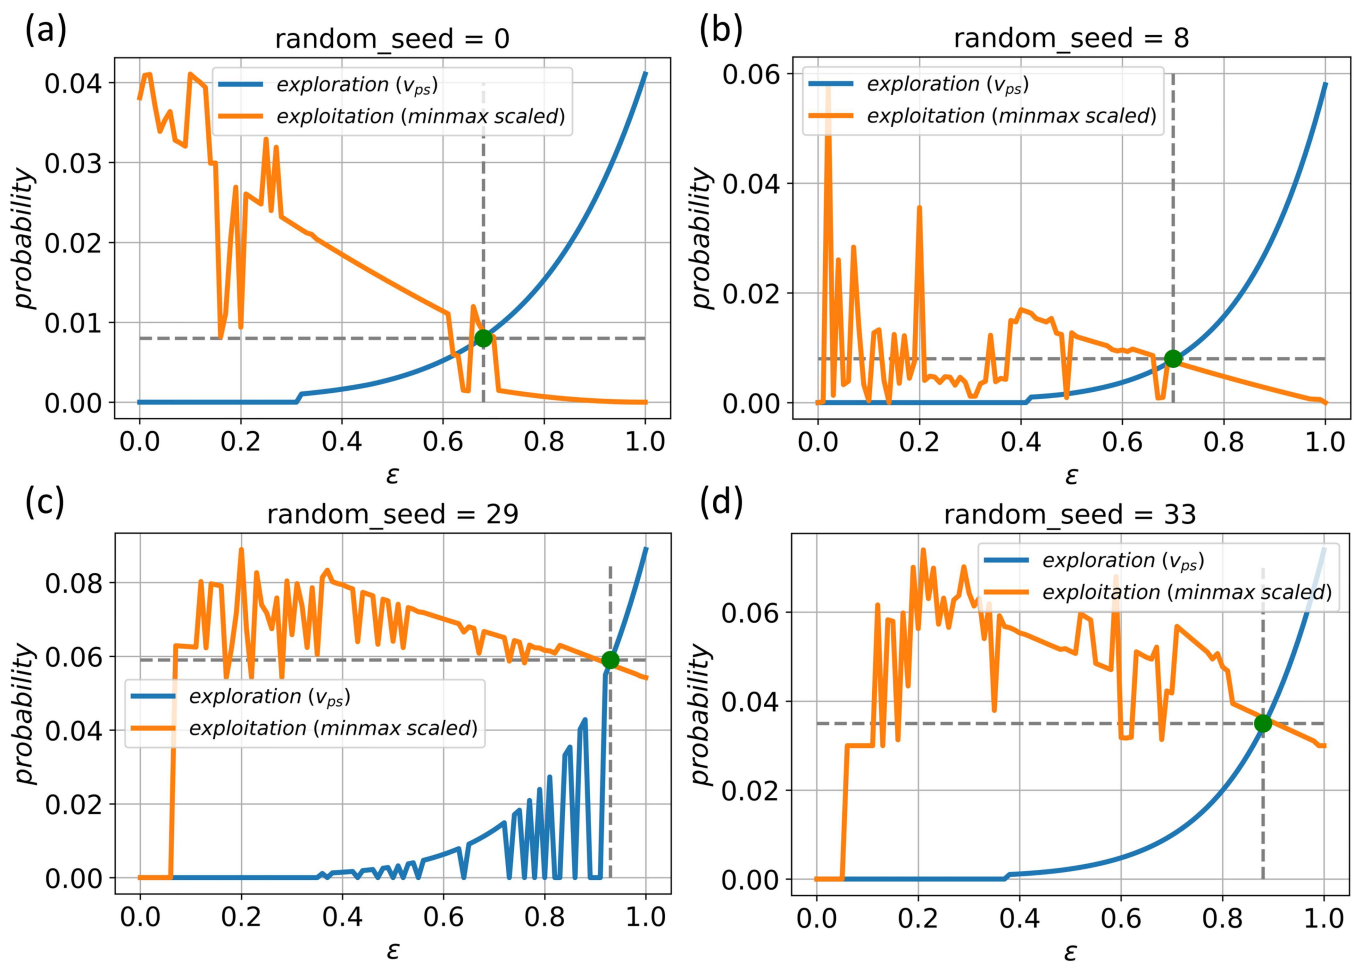 (a)
random_seed = 0
exploration (vps)
exploitation (minmax scaled)
probability
0.04
0.03
0.02
0.01
0.00
0.0 0.2 0.4 0.6 0.8 1.0
ε
(b)
random_seed = 8
exploration (vps)
exploitation (minmax scaled)
probability
0.06
0.04
0.02
0.00
0.0 0.2 0.4 0.6 0.8 1.0
ε
(c)
random_seed = 29
exploration (vps)
exploitation (minmax scaled)
probability
0.08
0.06
0.04
0.02
0.00
0.0 0.2 0.4 0.6 0.8 1.0
ε
(d)
random_seed = 33
exploration (vps)
exploitation (minmax scaled)
probability
0.06
0.04
0.02
0.00
0.0 0.2 0.4 0.6 0.8 1.0
ε